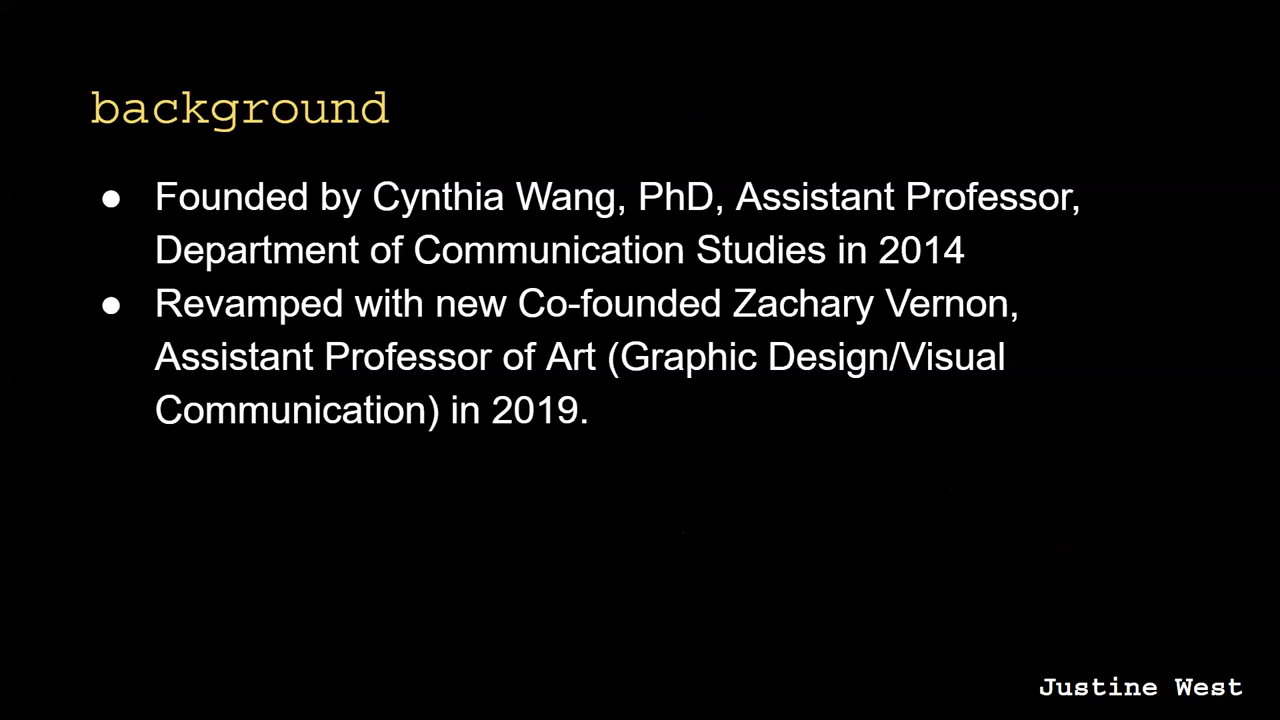 background
● Founded by Cynthia Wang, PhD, Assistant Professor,
Department of Communication Studies in 2014
● Revamped with new Co-founded Zachary Vernon,
Assistant Professor of Art (Graphic Design/Visual
Communication) in 2019.
Justine West